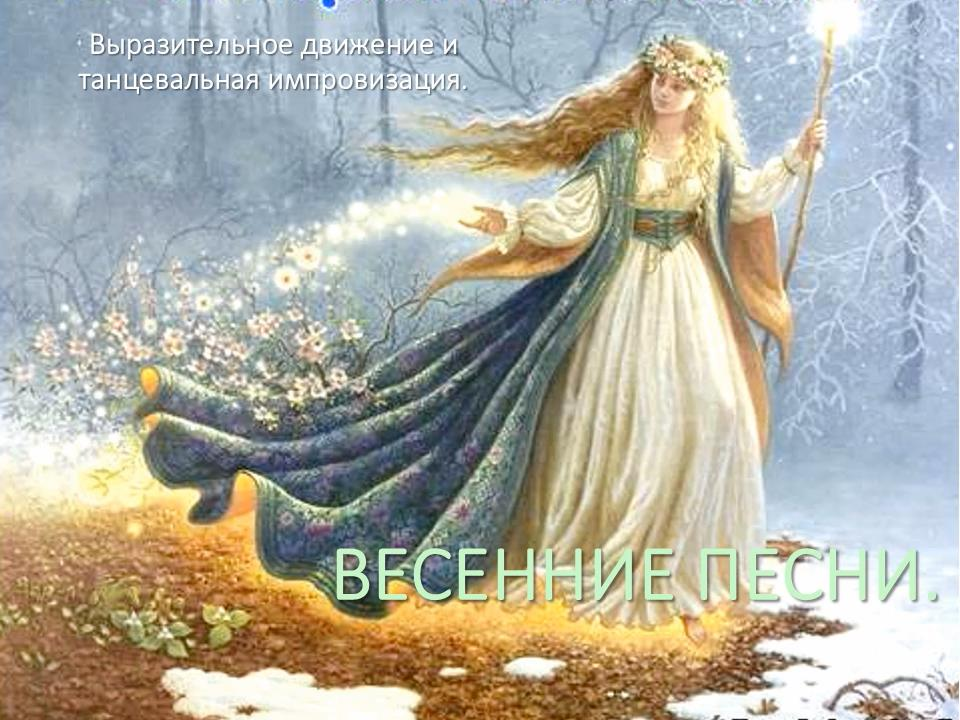 Выразительное движение и
танцевальная импровизация.
ВЕСЕННИЕ ПЕСНИ.